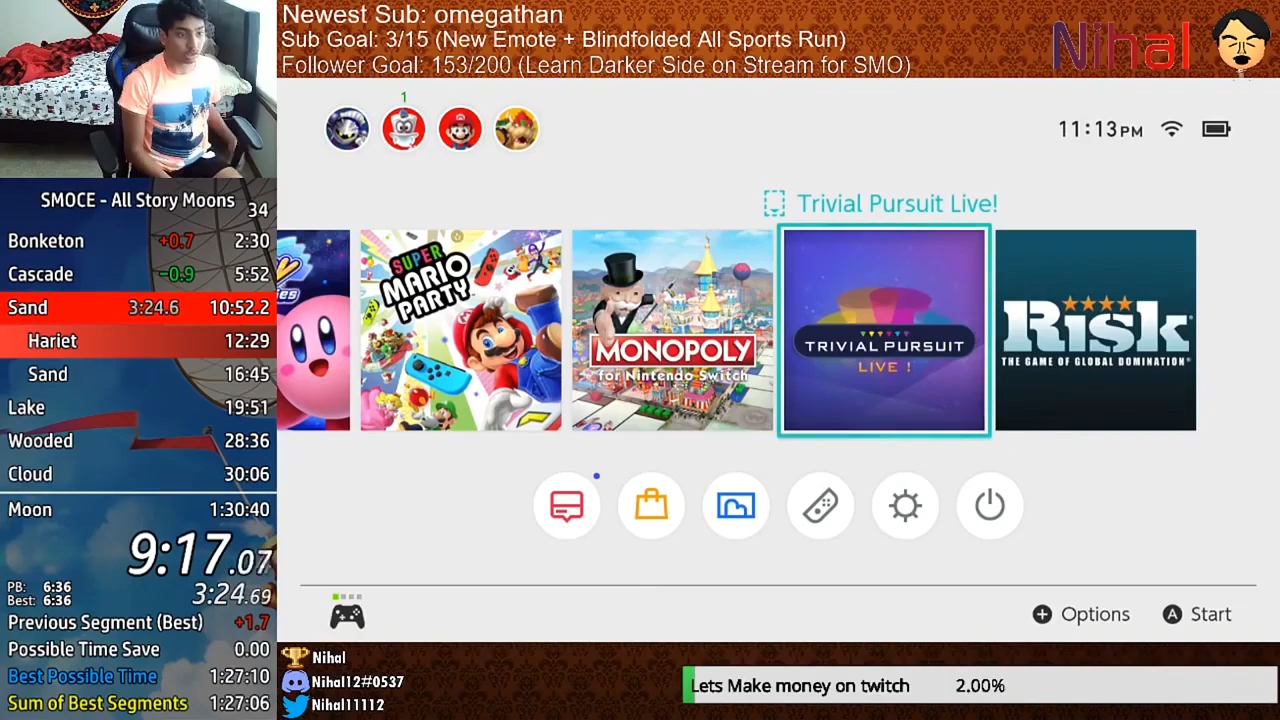 Newest Sub: omegathan
Sub Goal: 3/15 (New Emote + Blindfolded All Sports Run)
Follower Goal: 153/200 (Learn Darker Side on Stream for SMO)
Nihal
1
11:13 PM
Trivial Pursuit Live!
SUPER
MARIO
PARTY
MONOPOLY
for Nintendo Switch
TRIVIAL PURSUIT
LIVE !
RISK
THE GAME OF GLOBAL DOMINATION
Options
Start
SMOCE - All Story Moons
34
Bonketon +0.7 2:30
Cascade −0.9 5:52
Sand 3:24.6 10:52.2
Hariet 12:29
Sand 16:45
Lake 19:51
Wooded 28:36
Cloud 30:06
Moon 1:30:40
9:17.07
PB: 6:36
Best: 6:36
3:24.69
Previous Segment (Best) +1.7
Possible Time Save 0.00
Best Possible Time 1:27:10
Sum of Best Segments 1:27:06
Nihal
Nihal12#0537
Nihal11112
Lets Make money on twitch 2.00%